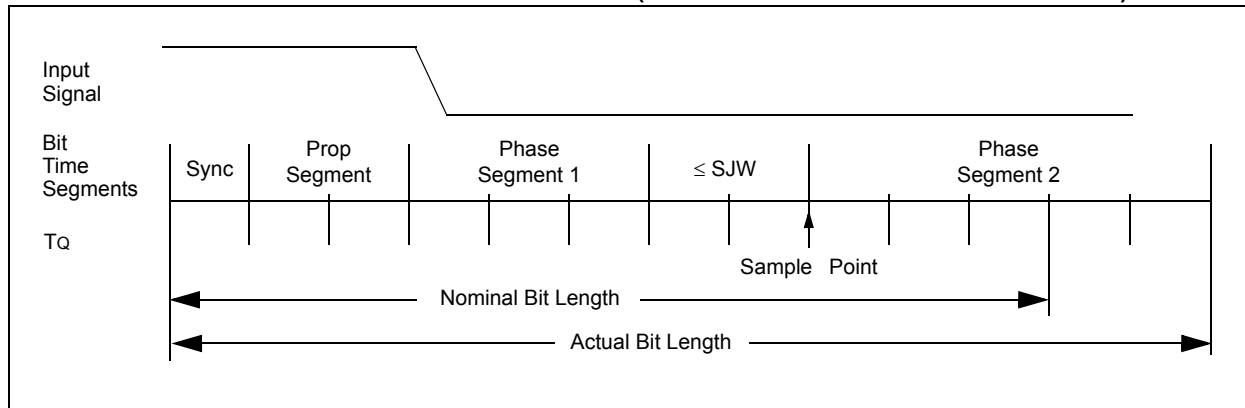 Input
Signal
Bit
Time
Segments
Sync
Prop
Segment
Phase
Segment 1
≤ SJW
Phase
Segment 2
TQ
Sample Point
Nominal Bit Length
Actual Bit Length